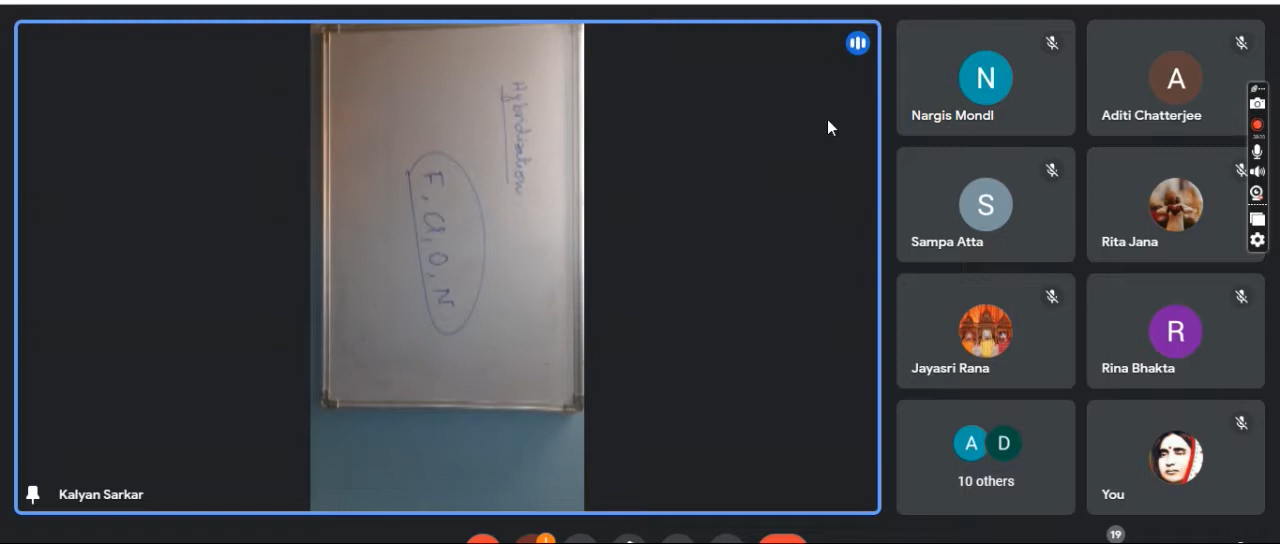 Hybridization
F, Cl, O, N
Kalyan Sarkar
N
Nargis Mondl
A
Aditi Chatterjee
S
Sampa Atta
Rita Jana
Jayasri Rana
R
Rina Bhakta
A D
10 others
You
19